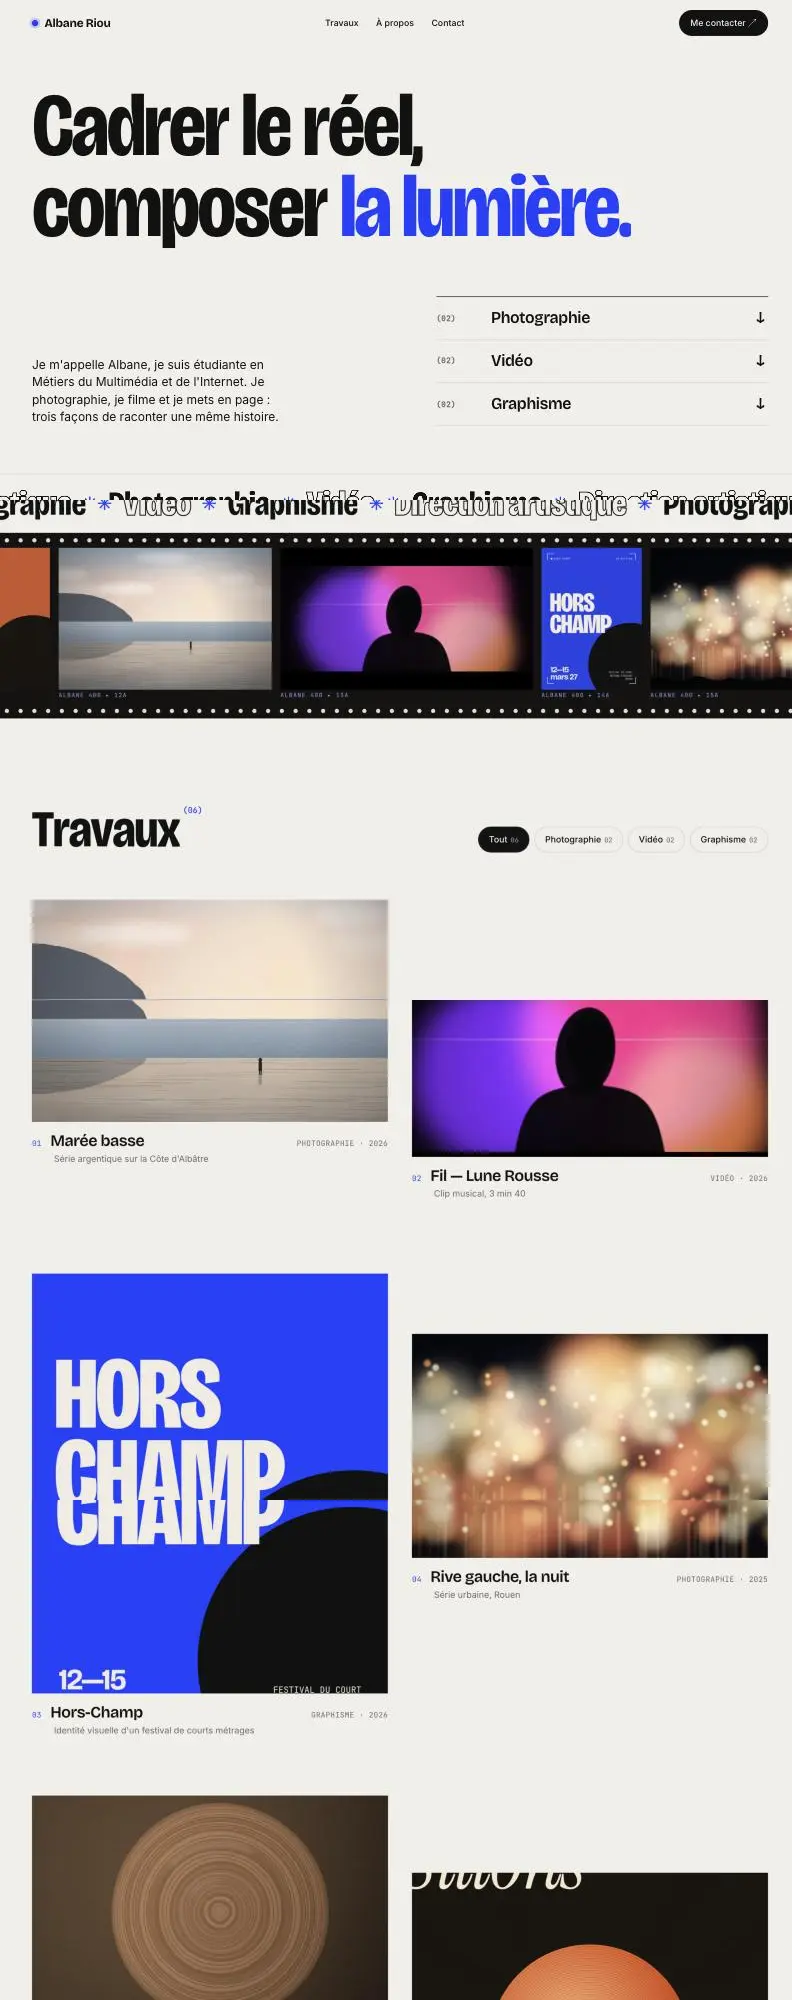 Albane Riou
Travaux À propos Contact
Me contacter ↗
Cadrer le réel,
composer la lumière.
(02) Photographie ↓
(02) Vidéo ↓
(02) Graphisme ↓
Je m'appelle Albane, je suis étudiante en
Métiers du Multimédia et de l'Internet. Je
photographie, je filme et je mets en page :
trois façons de raconter une même histoire.
Vidéo Graphisme Direction artistique
HORS
CHAMP
12—15
mars 27
ALBANE 400 ▸ 12A
ALBANE 400 ▸ 13A
ALBANE 400 ▸ 14A
ALBANE 400 ▸ 15A
Travaux (06)
Tout 06 Photographie 02 Vidéo 02 Graphisme 02
01 Marée basse PHOTOGRAPHIE · 2026
Série argentique sur la Côte d'Albâtre
02 Fil — Lune Rousse VIDÉO · 2026
Clip musical, 3 min 40
HORS
CHAMP
12—15
FESTIVAL DU COURT
03 Hors-Champ GRAPHISME · 2026
Identité visuelle d'un festival de courts métrages
04 Rive gauche, la nuit PHOTOGRAPHIE · 2025
Série urbaine, Rouen